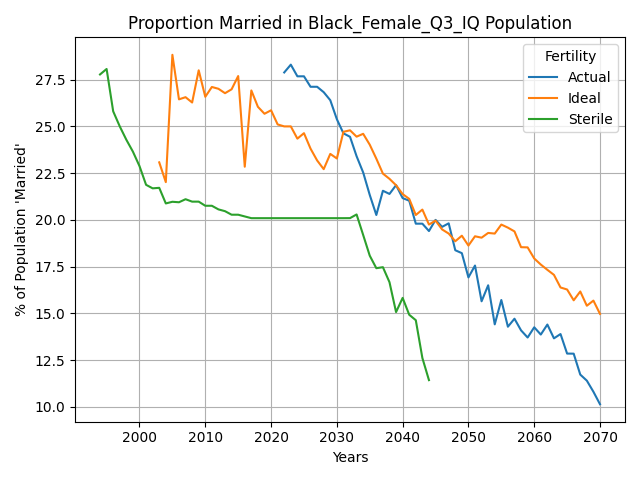 Proportion Married in Black_Female_Q3_IQ Population
Fertility
Actual
Ideal
Sterile
% of Population 'Married'
27.5
25.0
22.5
20.0
17.5
15.0
12.5
10.0
2000 2010 2020 2030 2040 2050 2060 2070
Years